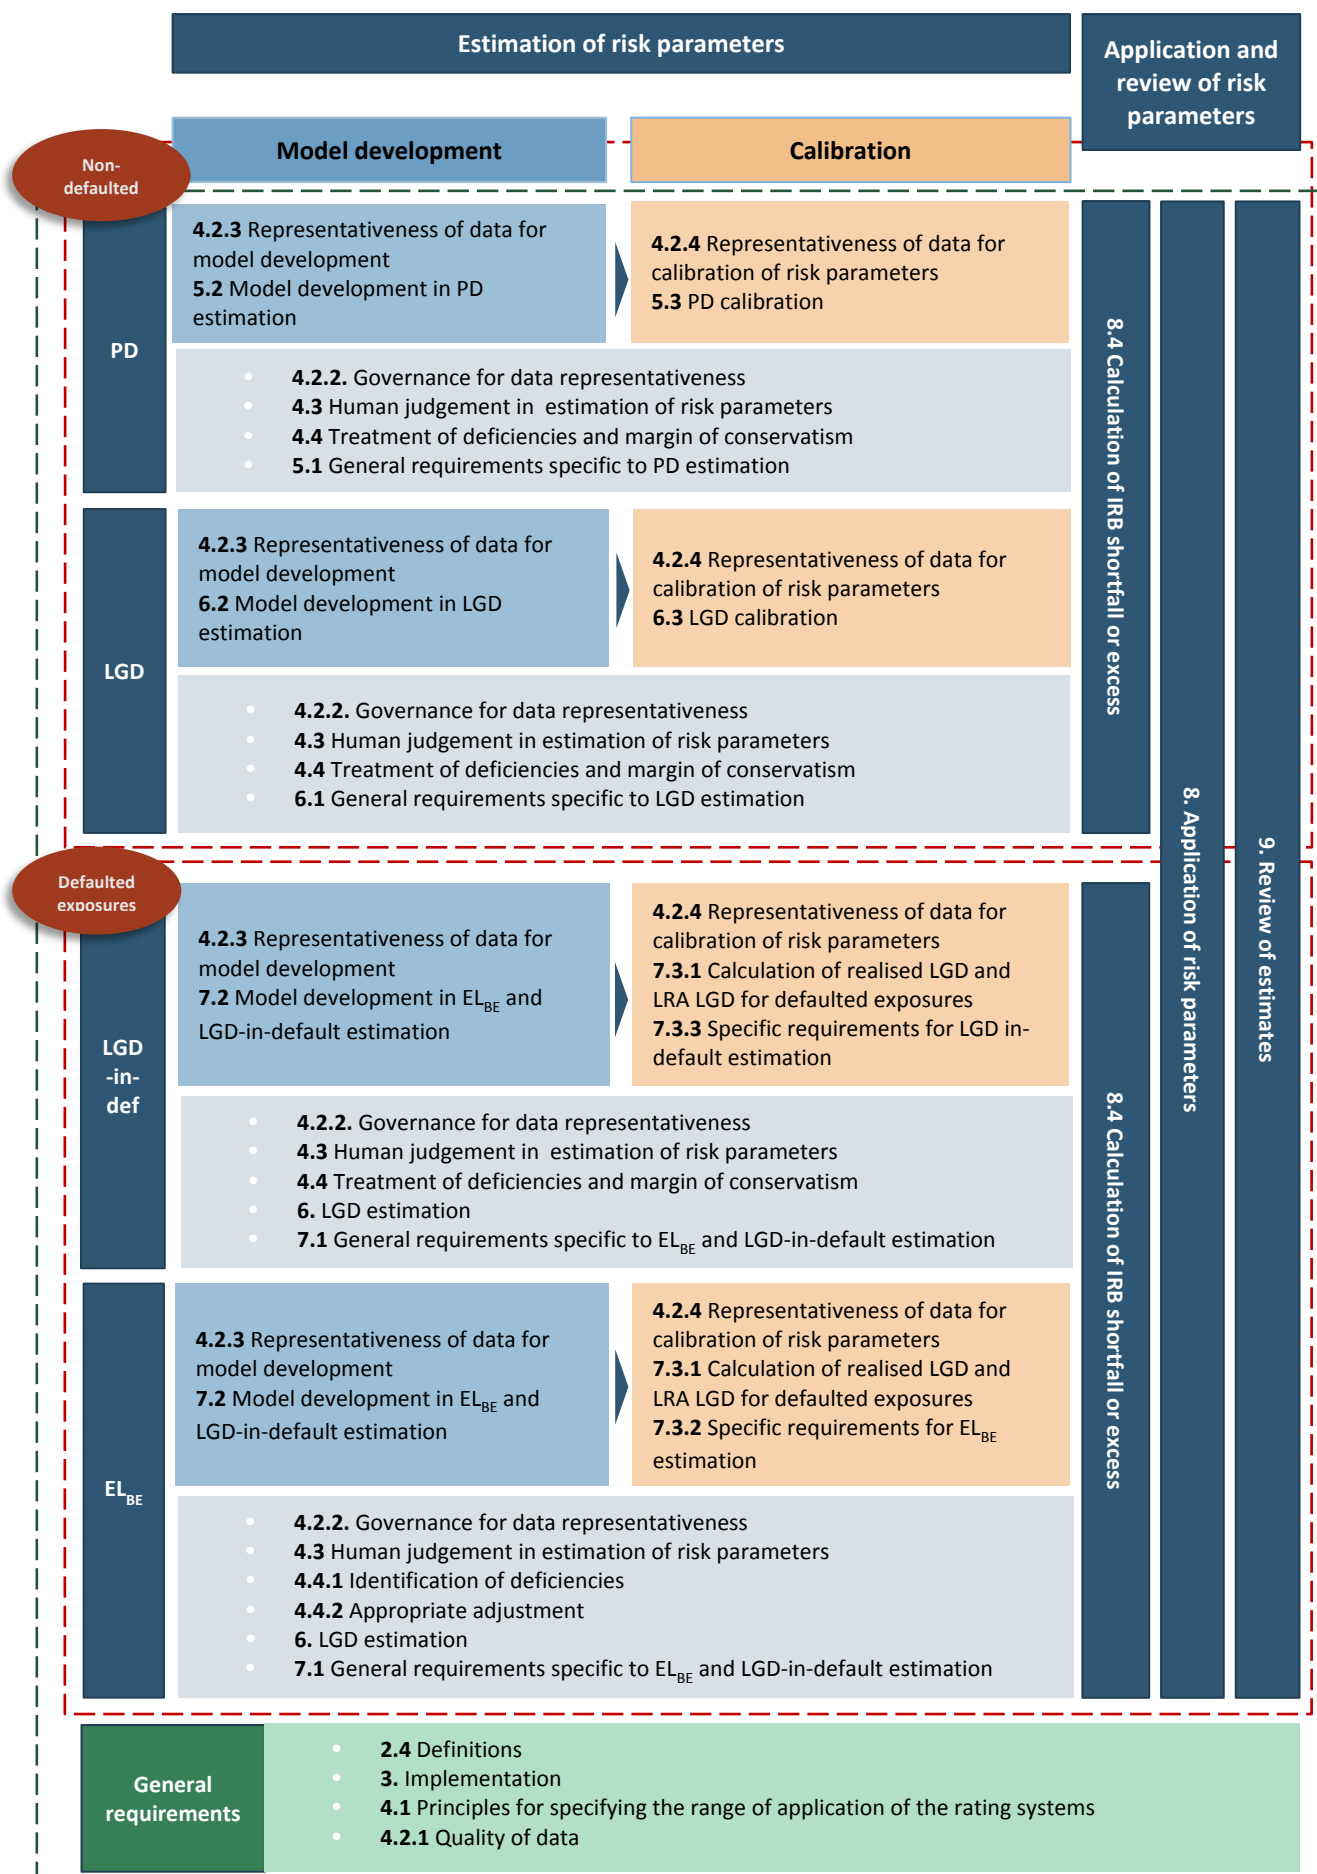 Estimation of risk parameters
Application and
review of risk
parameters
Model development
Calibration
Non-
defaulted
PD
4.2.3 Representativeness of data for
model development
5.2 Model development in PD
estimation
4.2.4 Representativeness of data for
calibration of risk parameters
5.3 PD calibration
4.2.2. Governance for data representativeness
4.3 Human judgement in  estimation of risk parameters
4.4 Treatment of deficiencies and margin of conservatism
5.1 General requirements specific to PD estimation
LGD
4.2.3 Representativeness of data for
model development
6.2 Model development in LGD
estimation
4.2.4 Representativeness of data for
calibration of risk parameters
6.3 LGD calibration
4.2.2. Governance for data representativeness
4.3 Human judgement in estimation of risk parameters
4.4 Treatment of deficiencies and margin of conservatism
6.1 General requirements specific to LGD estimation
8.4 Calculation of IRB shortfall or excess
8. Application of risk parameters
9. Review of estimates
Defaulted
exposures
LGD
-in-
def
4.2.3 Representativeness of data for
model development
7.2 Model development in ELBE and
LGD-in-default estimation
4.2.4 Representativeness of data for
calibration of risk parameters
7.3.1 Calculation of realised LGD and
LRA LGD for defaulted exposures
7.3.3 Specific requirements for LGD in-
default estimation
4.2.2. Governance for data representativeness
4.3 Human judgement in  estimation of risk parameters
4.4 Treatment of deficiencies and margin of conservatism
6. LGD estimation
7.1 General requirements specific to ELBE and LGD-in-default estimation
8.4 Calculation of IRB shortfall or excess
ELBE
4.2.3 Representativeness of data for
model development
7.2 Model development in ELBE and
LGD-in-default estimation
4.2.4 Representativeness of data for
calibration of risk parameters
7.3.1 Calculation of realised LGD and
LRA LGD for defaulted exposures
7.3.2 Specific requirements for ELBE
estimation
4.2.2. Governance for data representativeness
4.3 Human judgement in estimation of risk parameters
4.4.1 Identification of deficiencies
4.4.2 Appropriate adjustment
6. LGD estimation
7.1 General requirements specific to ELBE and LGD-in-default estimation
General
requirements
2.4 Definitions
3. Implementation
4.1 Principles for specifying the range of application of the rating systems
4.2.1 Quality of data